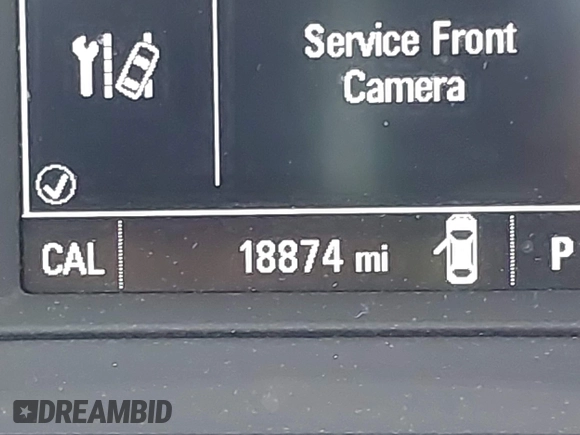 Service Front
Camera
CAL
18874 mi
P
DREAMBID